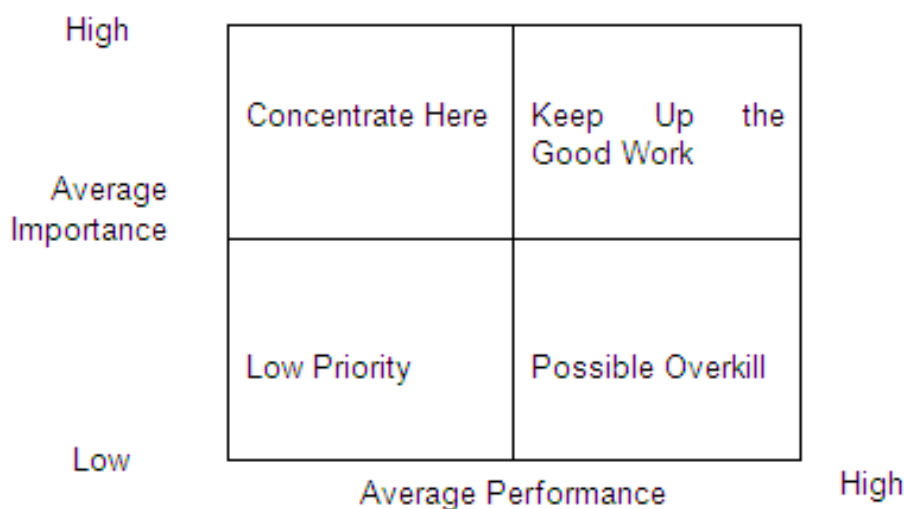 High
Concentrate Here
Keep Up the
Good Work
Average
Importance
Low Priority
Possible Overkill
Low
Average Performance
High